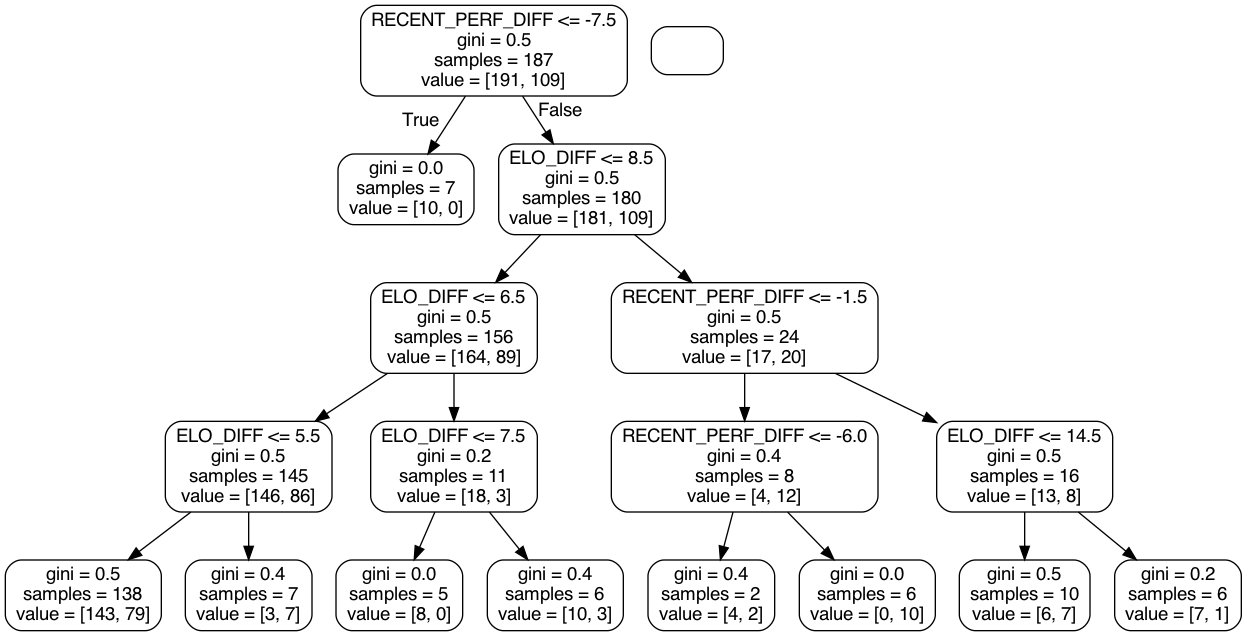 RECENT_PERF_DIFF <= -7.5
gini = 0.5
samples = 187
value = [191, 109]
True
False
gini = 0.0
samples = 7
value = [10, 0]
ELO_DIFF <= 8.5
gini = 0.5
samples = 180
value = [181, 109]
ELO_DIFF <= 6.5
gini = 0.5
samples = 156
value = [164, 89]
RECENT_PERF_DIFF <= -1.5
gini = 0.5
samples = 24
value = [17, 20]
ELO_DIFF <= 5.5
gini = 0.5
samples = 145
value = [146, 86]
ELO_DIFF <= 7.5
gini = 0.2
samples = 11
value = [18, 3]
RECENT_PERF_DIFF <= -6.0
gini = 0.4
samples = 8
value = [4, 12]
ELO_DIFF <= 14.5
gini = 0.5
samples = 16
value = [13, 8]
gini = 0.5
samples = 138
value = [143, 79]
gini = 0.4
samples = 7
value = [3, 7]
gini = 0.0
samples = 5
value = [8, 0]
gini = 0.4
samples = 6
value = [10, 3]
gini = 0.4
samples = 2
value = [4, 2]
gini = 0.0
samples = 6
value = [0, 10]
gini = 0.5
samples = 10
value = [6, 7]
gini = 0.2
samples = 6
value = [7, 1]